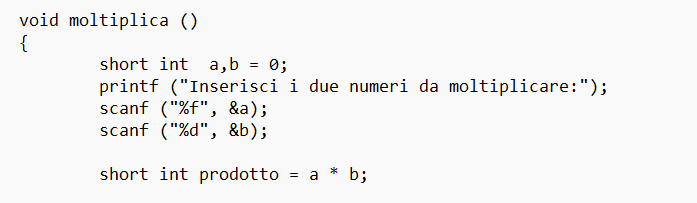 void moltiplica ()
{
short int  a,b = 0;
printf ("Inserisci i due numeri da moltiplicare:");
scanf ("%f", &a);
scanf ("%d", &b);
short int prodotto = a * b;